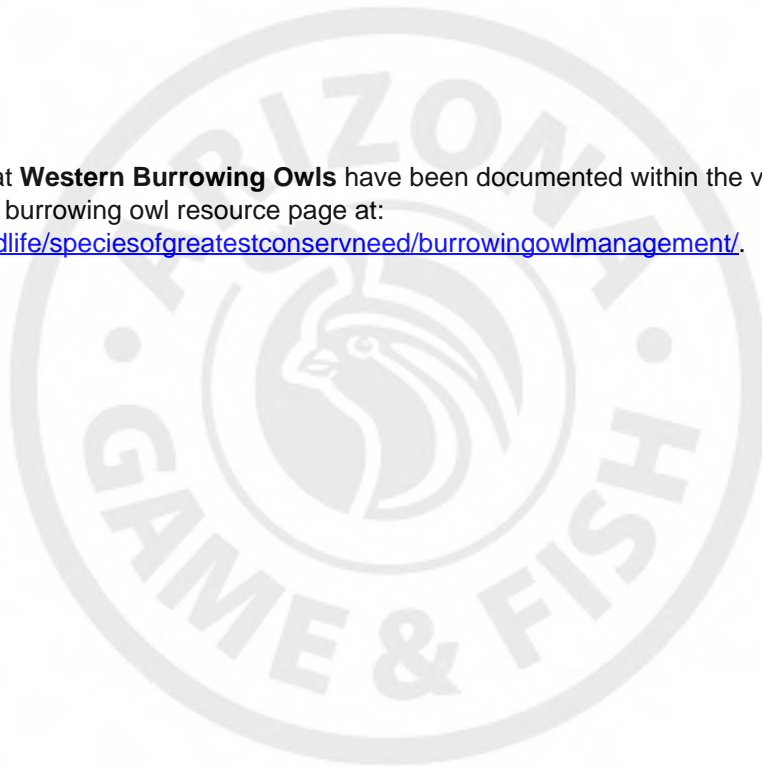 at Western Burrowing Owls have been documented within the v
burrowing owl resource page at:
dlife/speciesofgreatestconservneed/burrowingowlmanagement/.
ARIZONA
GAME & FISH